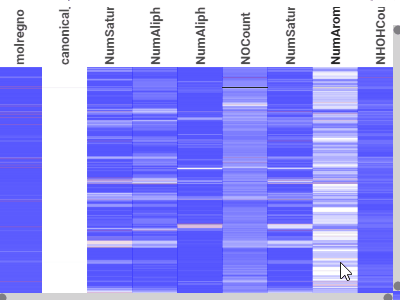 molregno
canonical_
NumSatur
NumAliph
NumAliph
NOCount
NumSatur
NumArom
NHOHCou